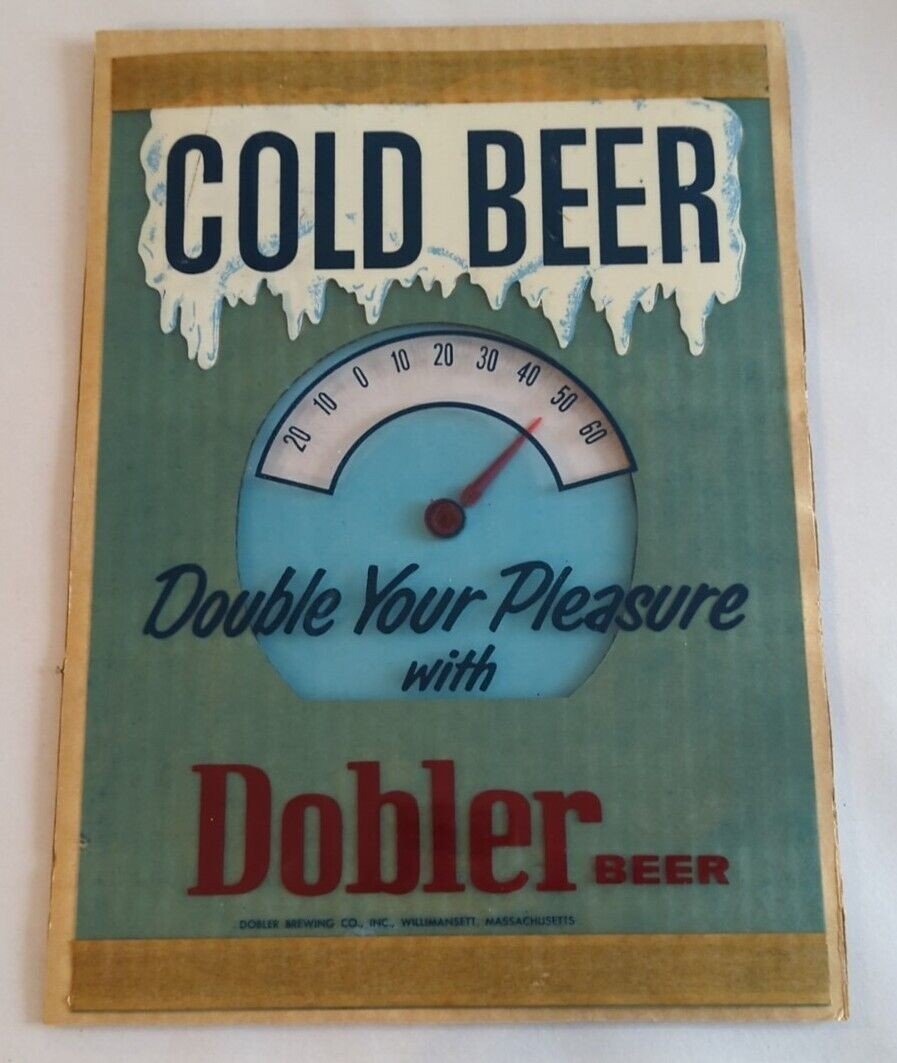 COLD BEER
20 10 0 10 20 30 40 50 60
Double Your Pleasure
with
Dobler BEER
DOBLER BREWING CO., INC., WILLIMANSETT, MASSACHUSETTS